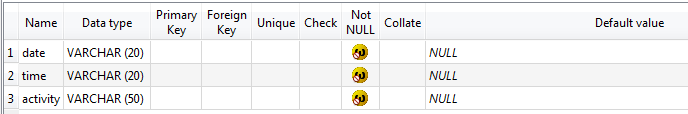 Name Data type Primary Key Foreign Key Unique Check Not NULL Collate Default value
1 date VARCHAR (20) NULL
2 time VARCHAR (20) NULL
3 activity VARCHAR (50) NULL